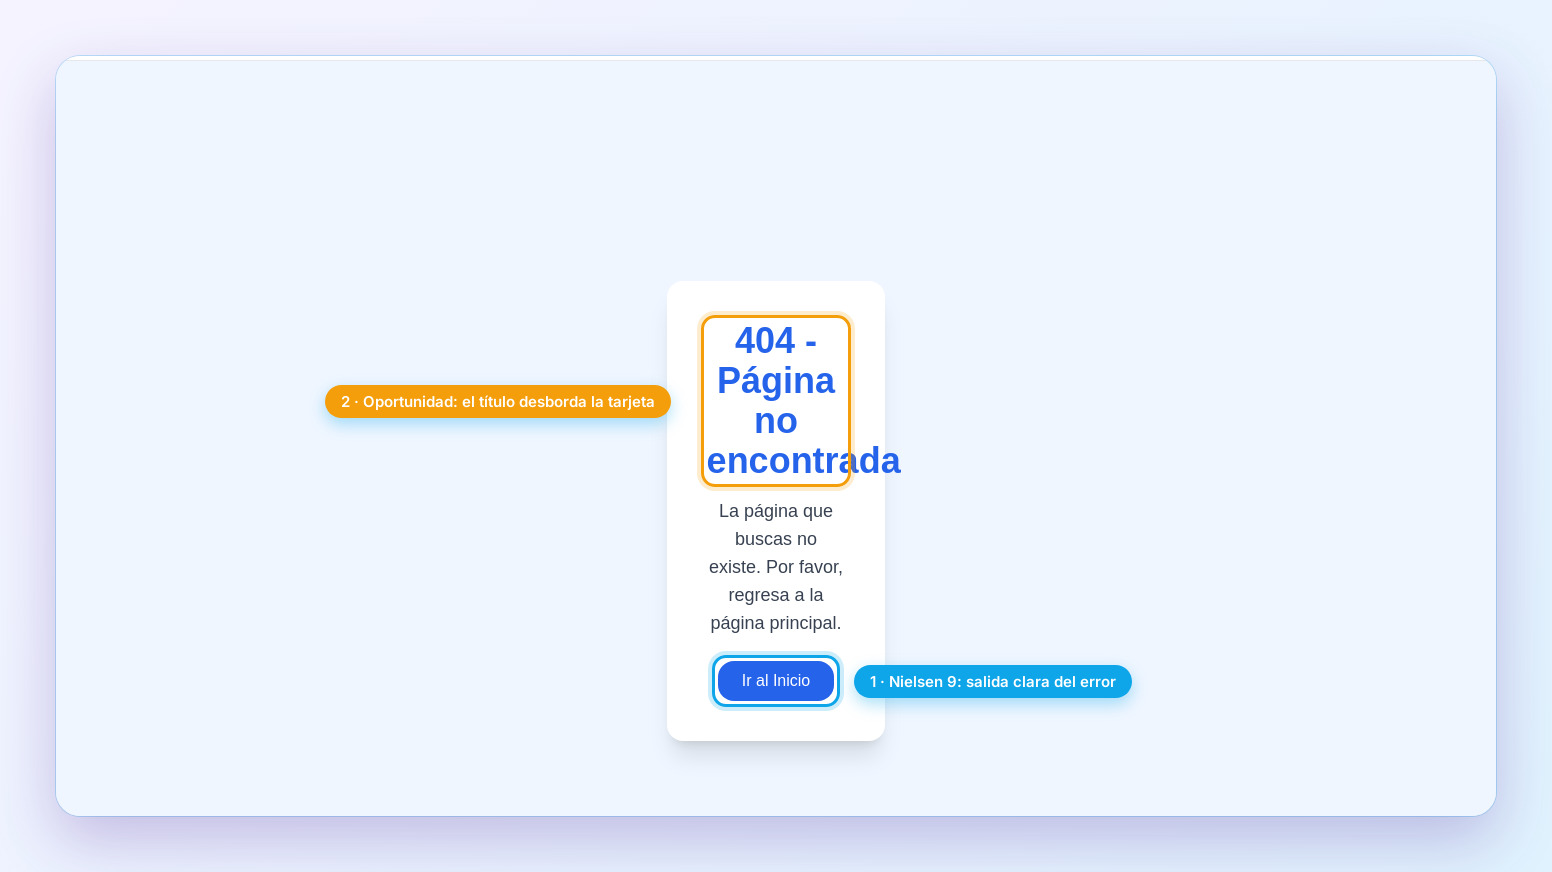 404 -
Página
no
encontrada
2 · Oportunidad: el título desborda la tarjeta
La página que
buscas no
existe. Por favor,
regresa a la
página principal.
Ir al Inicio
1 · Nielsen 9: salida clara del error